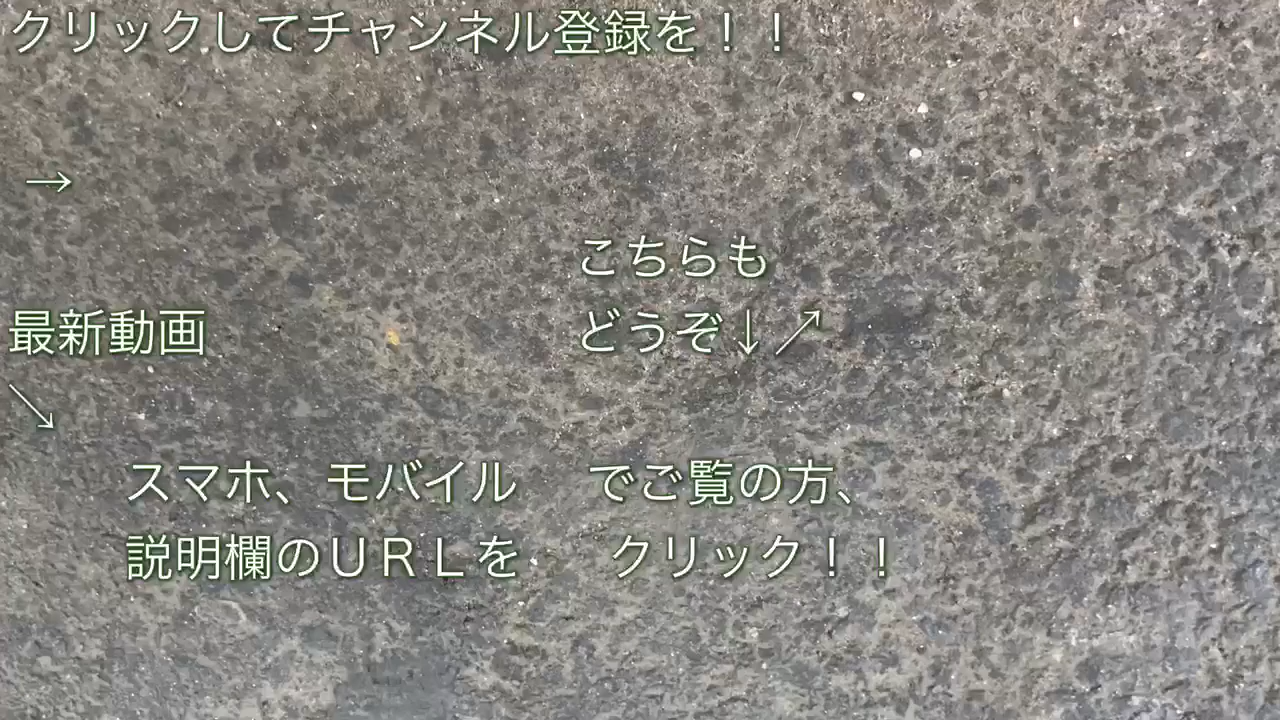 クリックしてチャンネル登録を！！
→
こちらも
どうぞ↓↗
最新動画
↘
スマホ、モバイル　でご覧の方、
説明欄のＵＲＬを　クリック！！